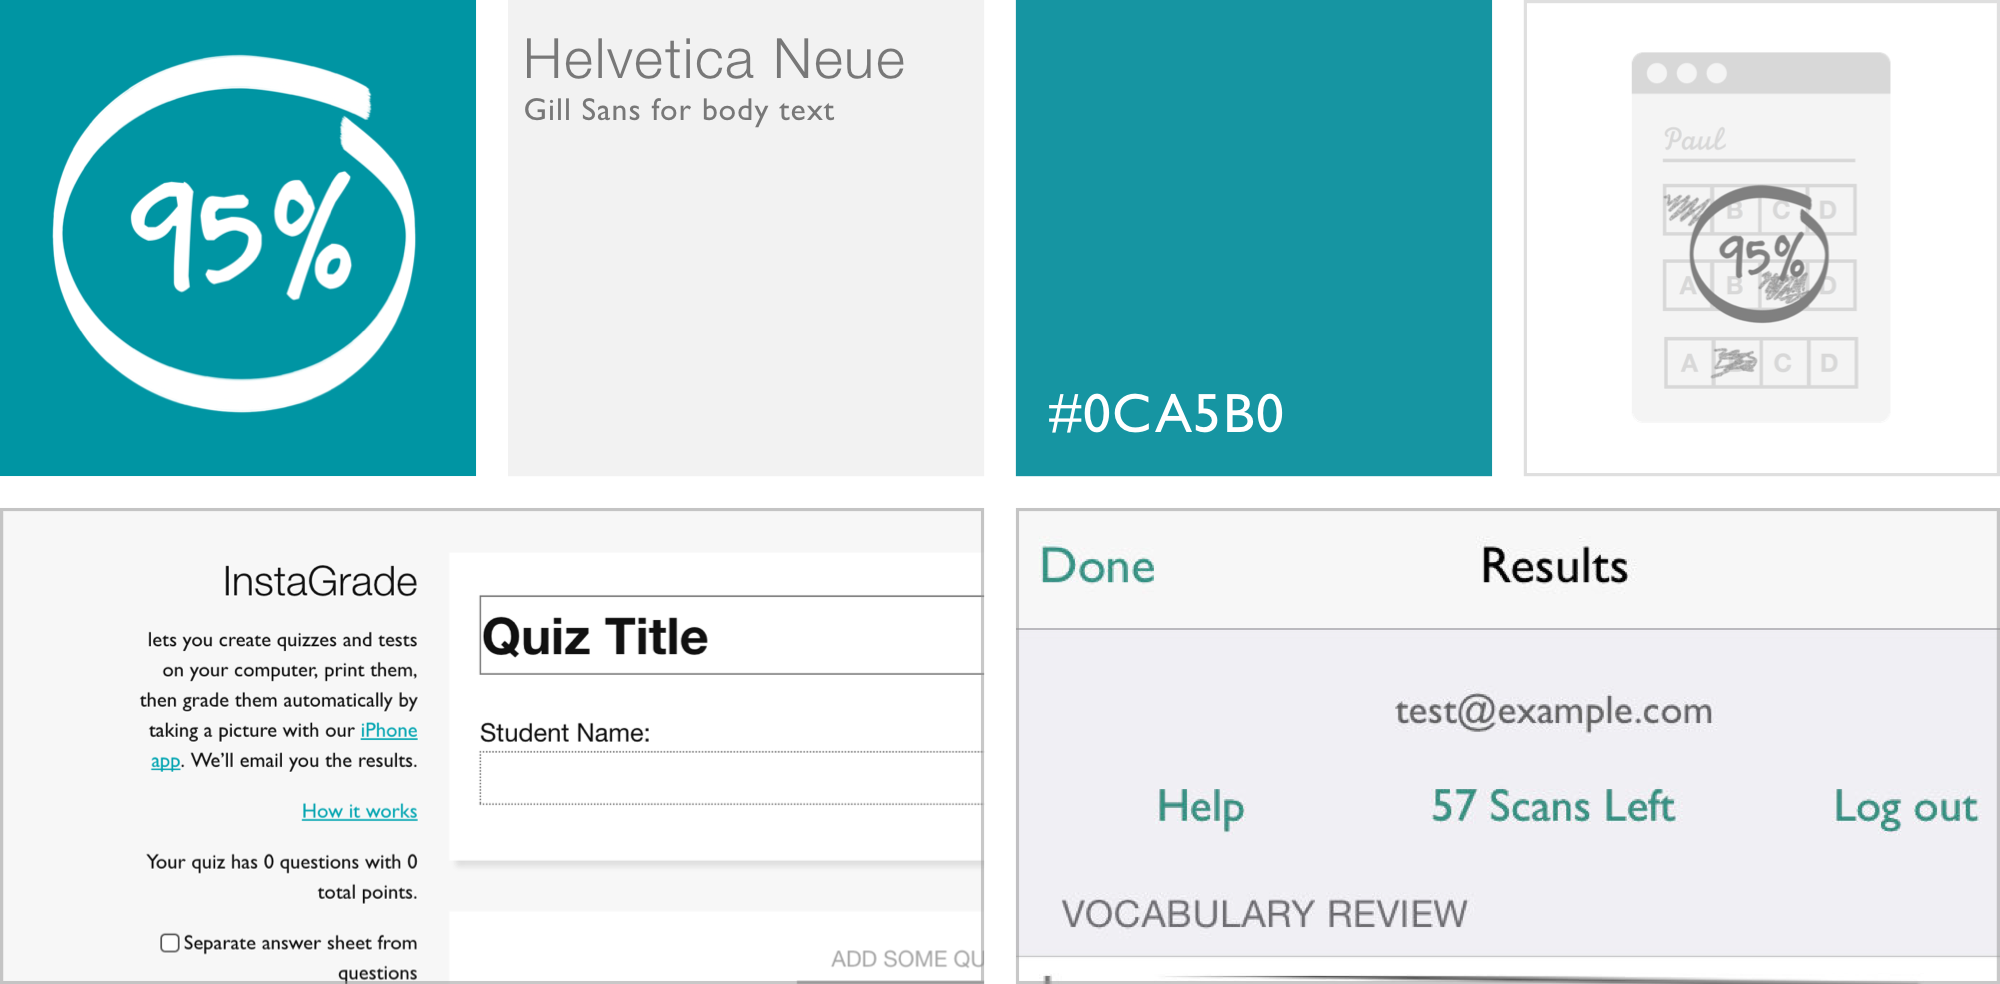 95%
Helvetica Neue
Gill Sans for body text
#0CA5B0
Paul
B C D
95%
A B D
A C D
InstaGrade
lets you create quizzes and tests
on your computer, print them,
then grade them automatically by
taking a picture with our iPhone
app. We'll email you the results.
How it works
Your quiz has 0 questions with 0
total points.
Separate answer sheet from
questions
Quiz Title
Student Name:
ADD SOME QU
Done Results
test@example.com
Help 57 Scans Left Log out
VOCABULARY REVIEW